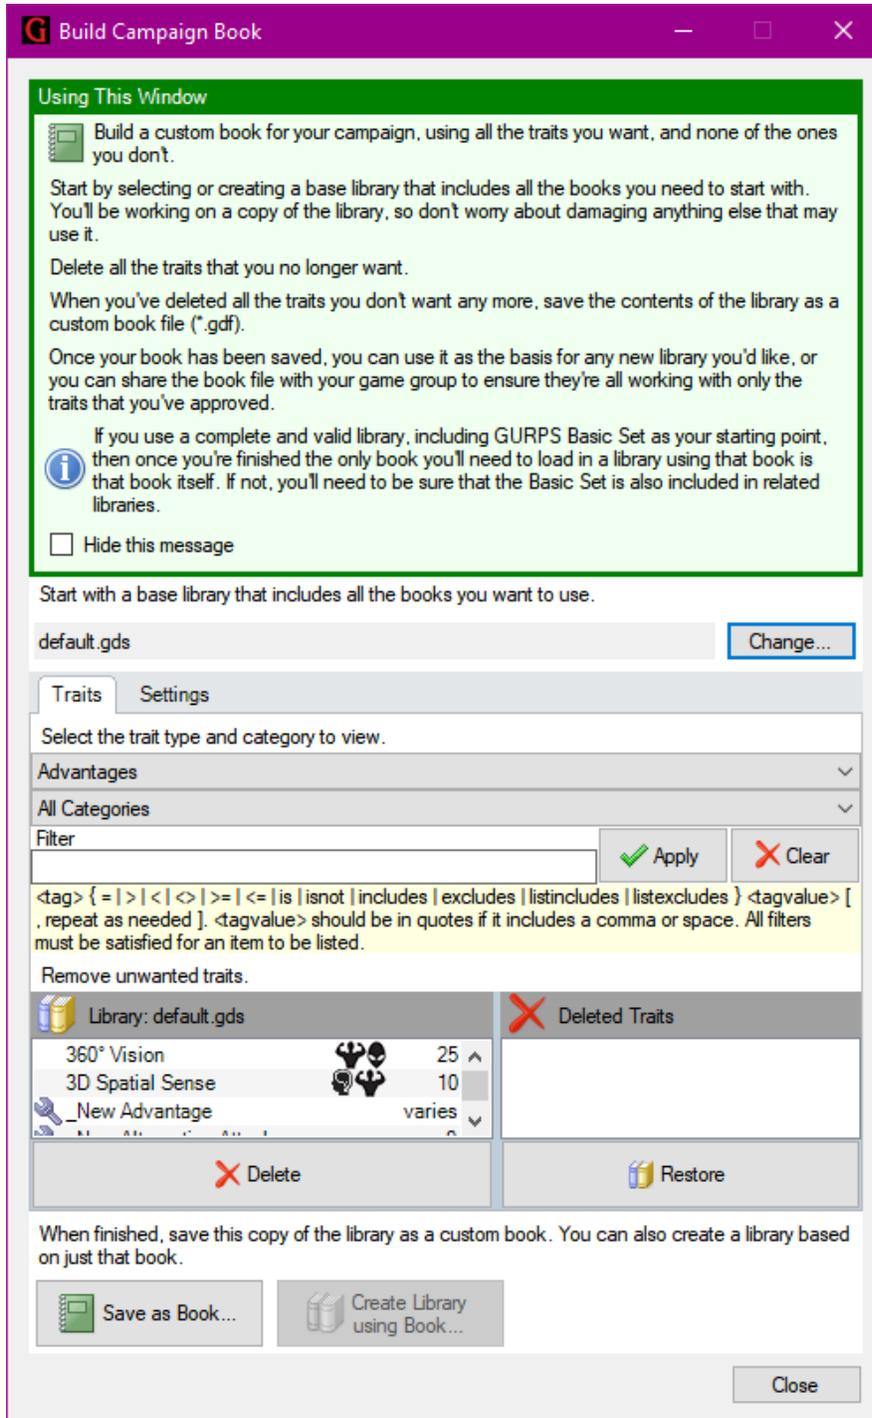 G Build Campaign Book
Using This Window
Build a custom book for your campaign, using all the traits you want, and none of the ones
you don't.
Start by selecting or creating a base library that includes all the books you need to start with.
You'll be working on a copy of the library, so don't worry about damaging anything else that may
use it.
Delete all the traits that you no longer want.
When you've deleted all the traits you don't want any more, save the contents of the library as a
custom book file (*.gdf).
Once your book has been saved, you can use it as the basis for any new library you'd like, or
you can share the book file with your game group to ensure they're all working with only the
traits that you've approved.
If you use a complete and valid library, including GURPS Basic Set as your starting point,
then once you're finished the only book you'll need to load in a library using that book is
that book itself. If not, you'll need to be sure that the Basic Set is also included in related
libraries.
Hide this message
Start with a base library that includes all the books you want to use.
default.gds Change...
Traits Settings
Select the trait type and category to view.
Advantages
All Categories
Filter
Apply Clear
<tag> { = | > | < | <> | >= | <= | is | isnot | includes | excludes | listincludes | listexcludes } <tagvalue> [
, repeat as needed ]. <tagvalue> should be in quotes if it includes a comma or space. All filters
must be satisfied for an item to be listed.
Remove unwanted traits.
Library: default.gds Deleted Traits
360° Vision 25
3D Spatial Sense 10
_New Advantage varies
Delete Restore
When finished, save this copy of the library as a custom book. You can also create a library based
on just that book.
Save as Book... Create Library
using Book...
Close